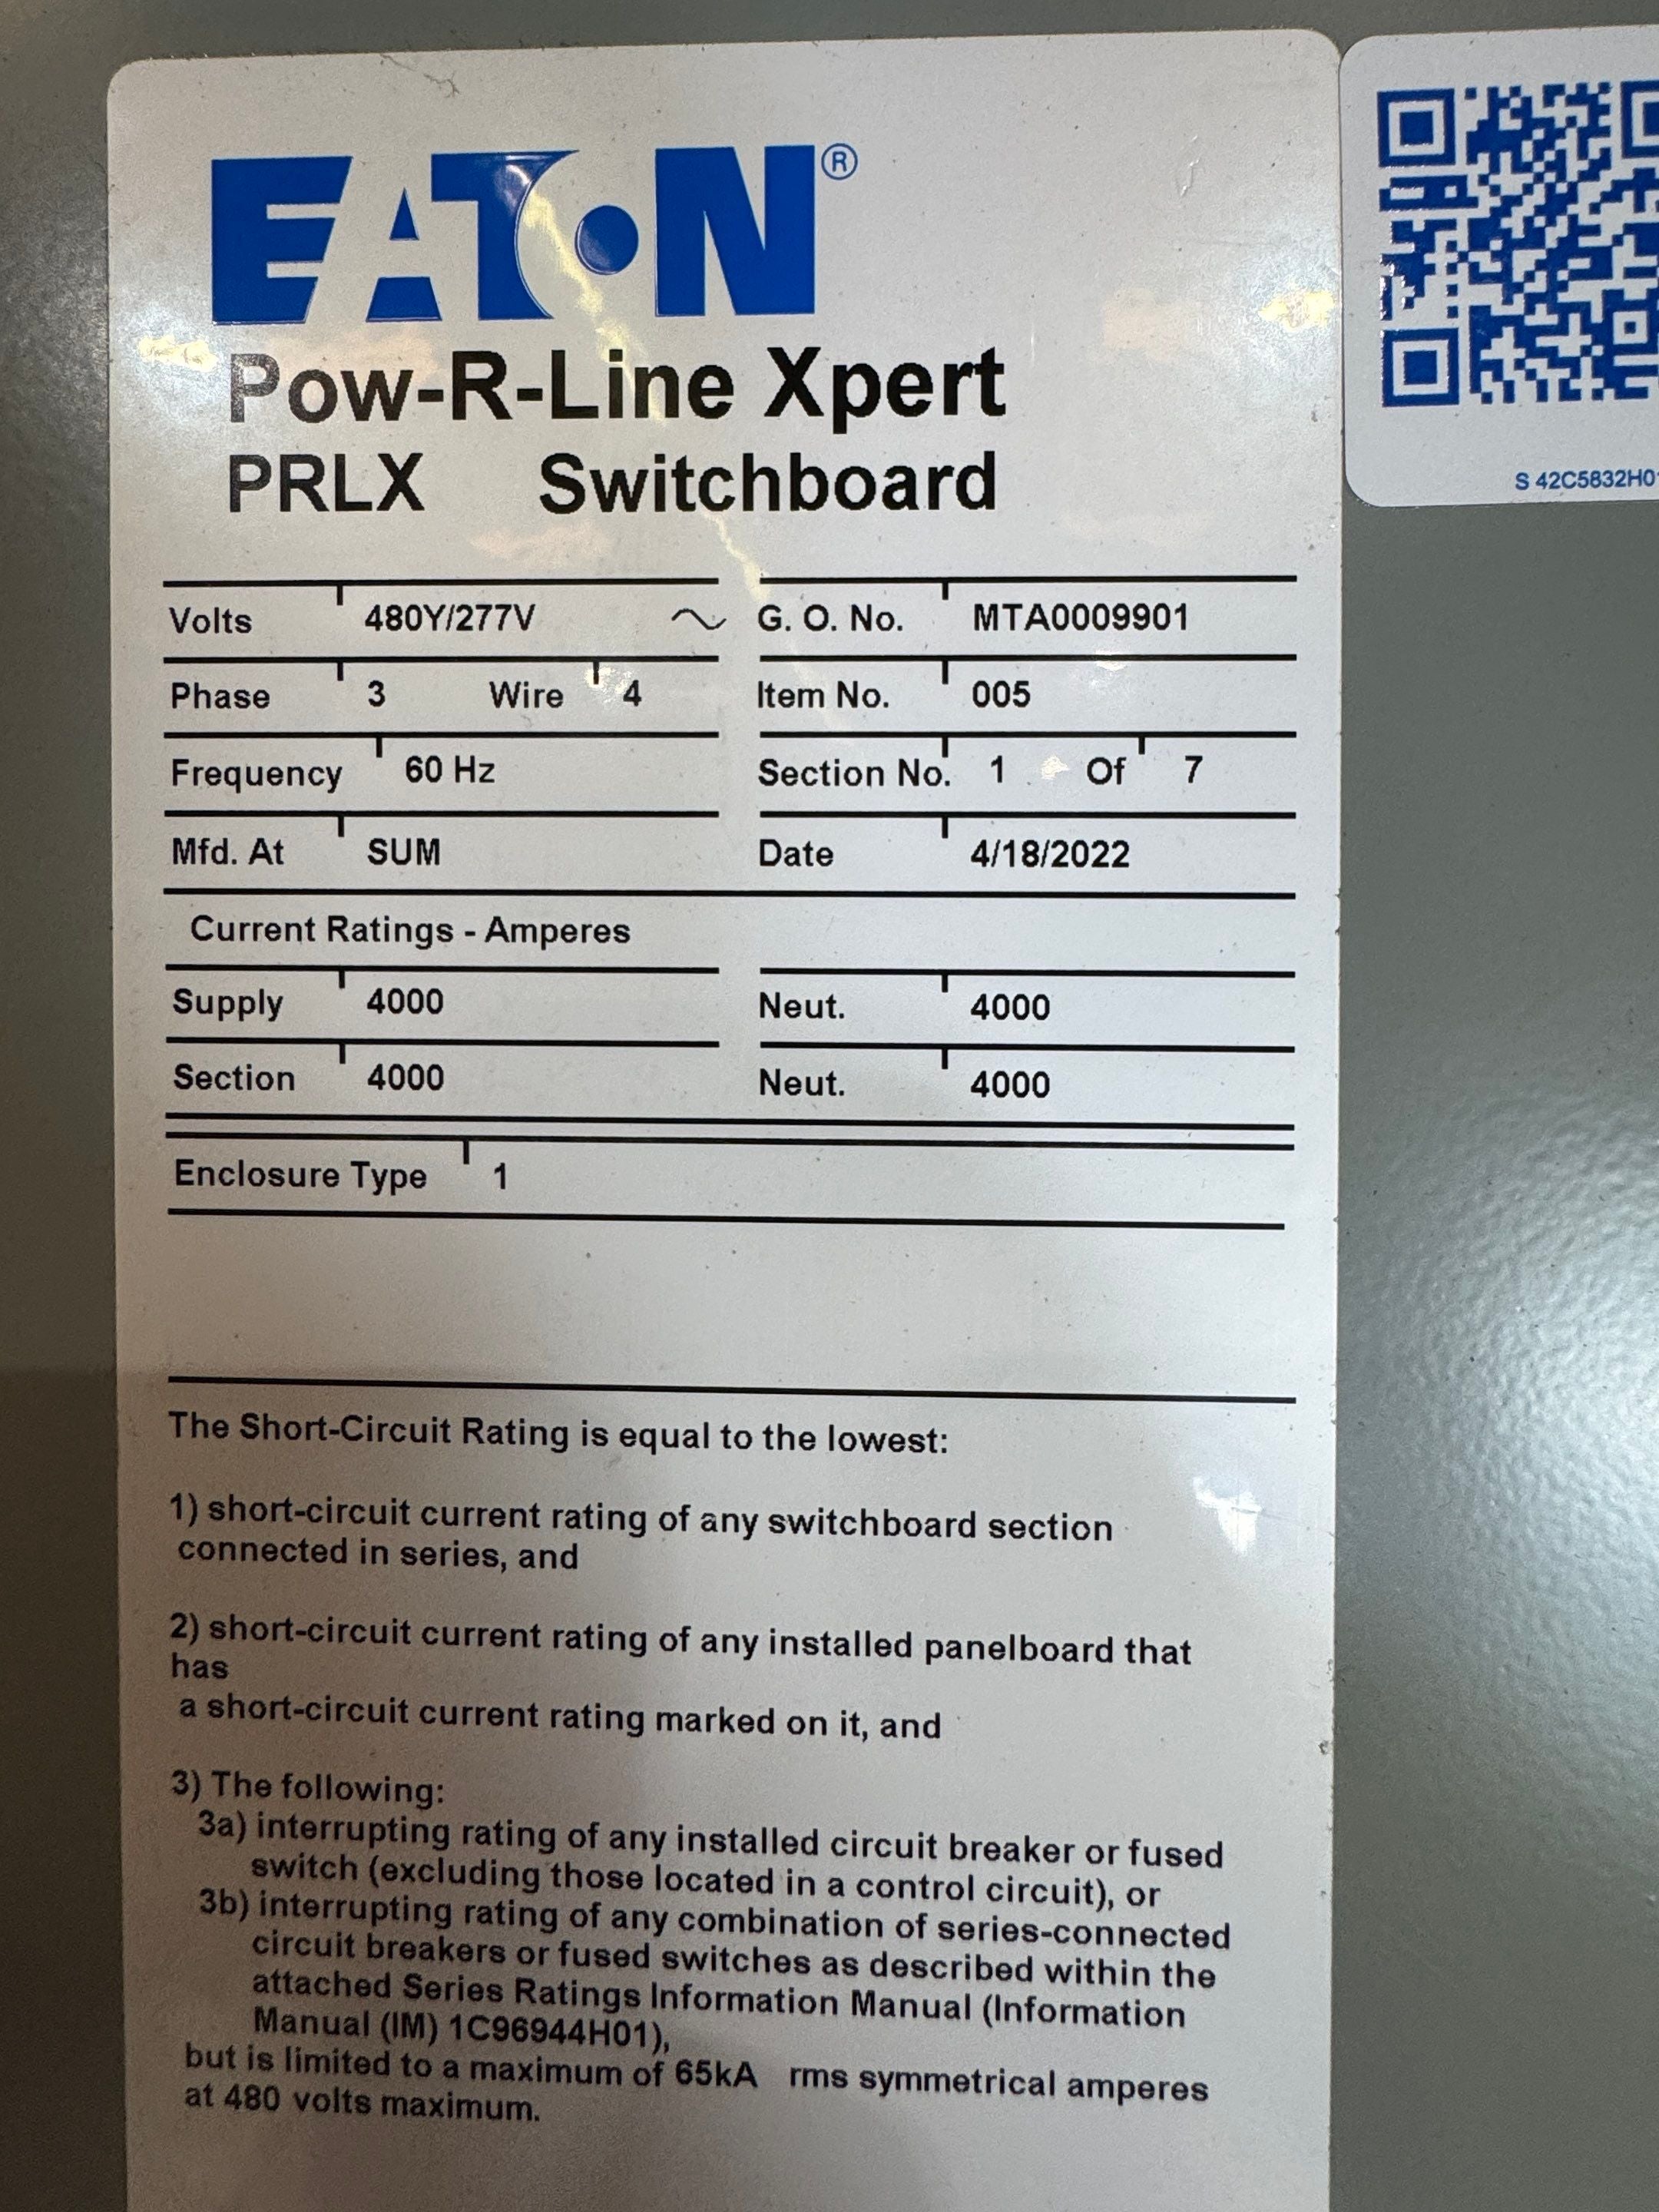 EATON®
Pow-R-Line Xpert
PRLX Switchboard
Volts 480Y/277V ~ G. O. No. MTA0009901
Phase 3 Wire 4 Item No. 005
Frequency 60 Hz Section No. 1 Of 7
Mfd. At SUM Date 4/18/2022
Current Ratings - Amperes
Supply 4000 Neut. 4000
Section 4000 Neut. 4000
Enclosure Type 1
The Short-Circuit Rating is equal to the lowest:
1) short-circuit current rating of any switchboard section
connected in series, and
2) short-circuit current rating of any installed panelboard that
has
a short-circuit current rating marked on it, and
3) The following:
3a) interrupting rating of any installed circuit breaker or fused
switch (excluding those located in a control circuit), or
3b) interrupting rating of any combination of series-connected
circuit breakers or fused switches as described within the
attached Series Ratings Information Manual (Information
Manual (IM) 1C96944H01),
but is limited to a maximum of 65kA rms symmetrical amperes
at 480 volts maximum.
S 42C5832H0